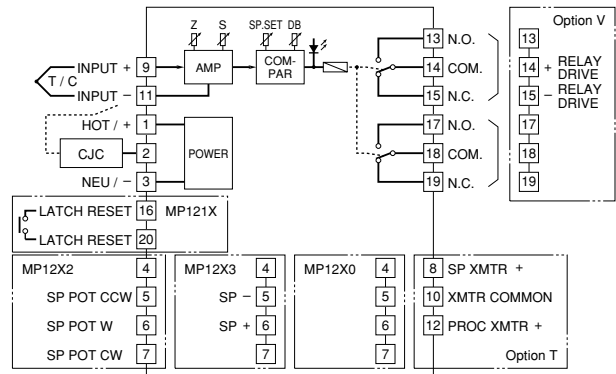 Z S SP.SET DB
INPUT + 9
T / C
INPUT − 11
AMP
COM-
PAR
HOT / + 1
CJC 2
NEU / − 3
POWER
13 N.O.
14 COM.
15 N.C.
17 N.O.
18 COM.
19 N.C.
Option V
13
14 + RELAY
DRIVE
15 − RELAY
DRIVE
17
18
19
LATCH RESET 16 MP121X
LATCH RESET 20
MP12X2 4
SP POT CCW 5
SP POT W 6
SP POT CW 7
MP12X3 4
SP − 5
SP + 6
7
MP12X0 4
5
6
7
8 SP XMTR +
10 XMTR COMMON
12 PROC XMTR +
Option T